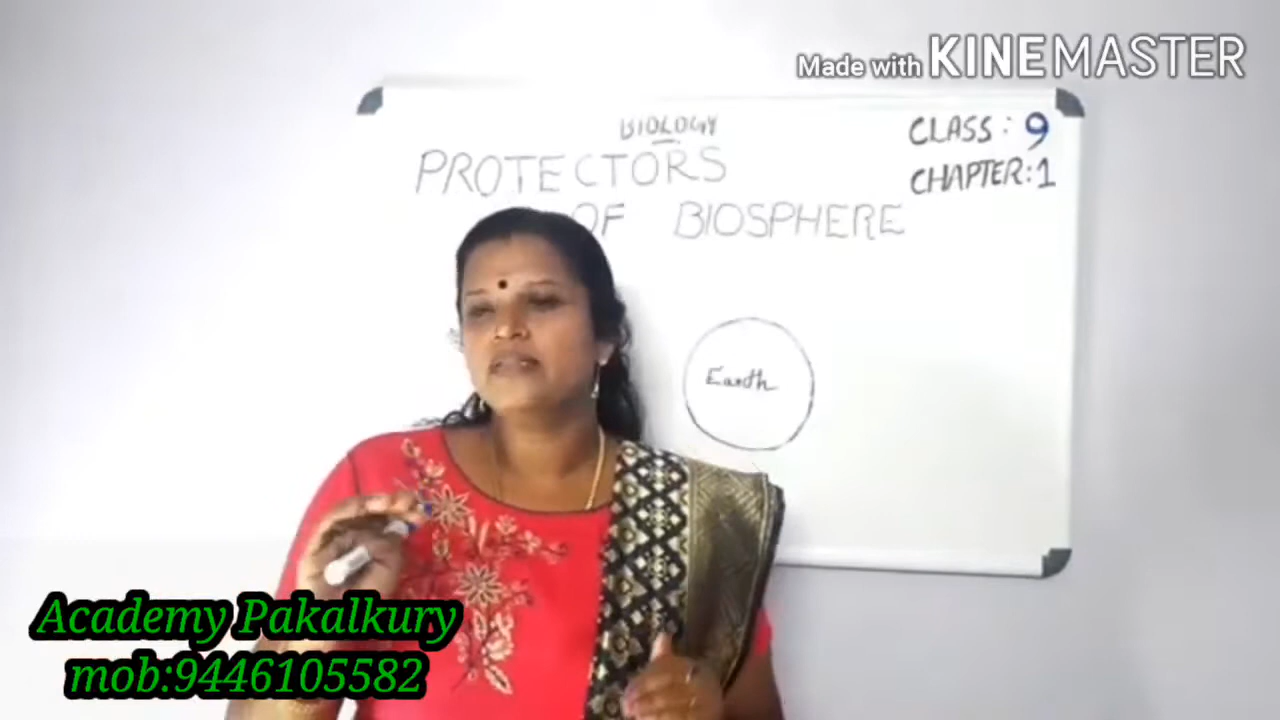 Made with KINEMASTER
BIOLOGY
CLASS: 9
PROTECTORS
CHAPTER:1
OF BIOSPHERE
Earth
Academy Pakalkury
mob:9446105582